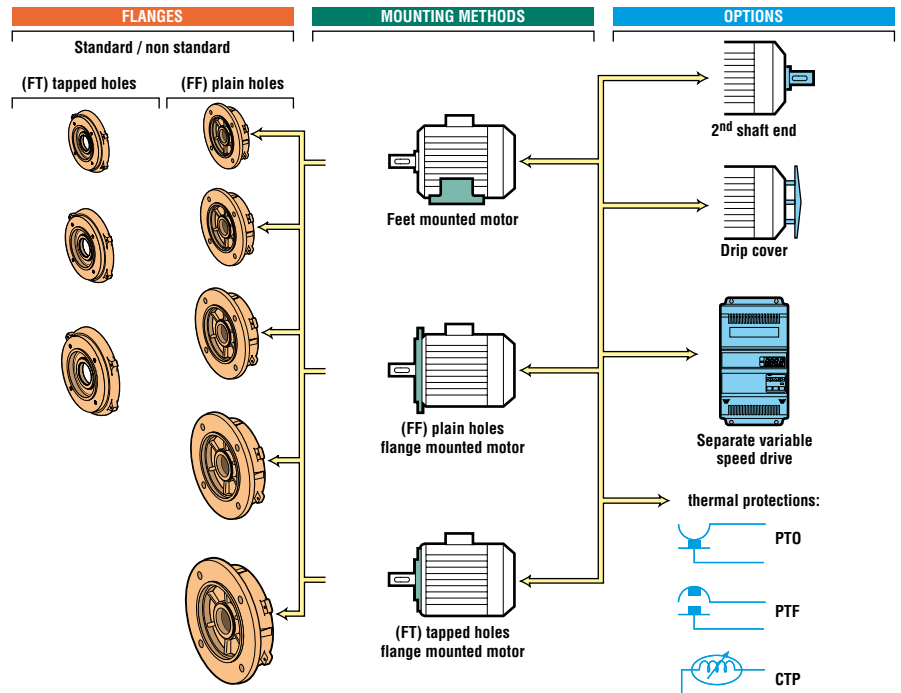 FLANGES
MOUNTING METHODS
OPTIONS
Standard / non standard
(FT) tapped holes
(FF) plain holes
2nd shaft end
Feet mounted motor
Drip cover
(FF) plain holes
flange mounted motor
Separate variable
speed drive
thermal protections:
PTO
PTF
(FT) tapped holes
flange mounted motor
CTP